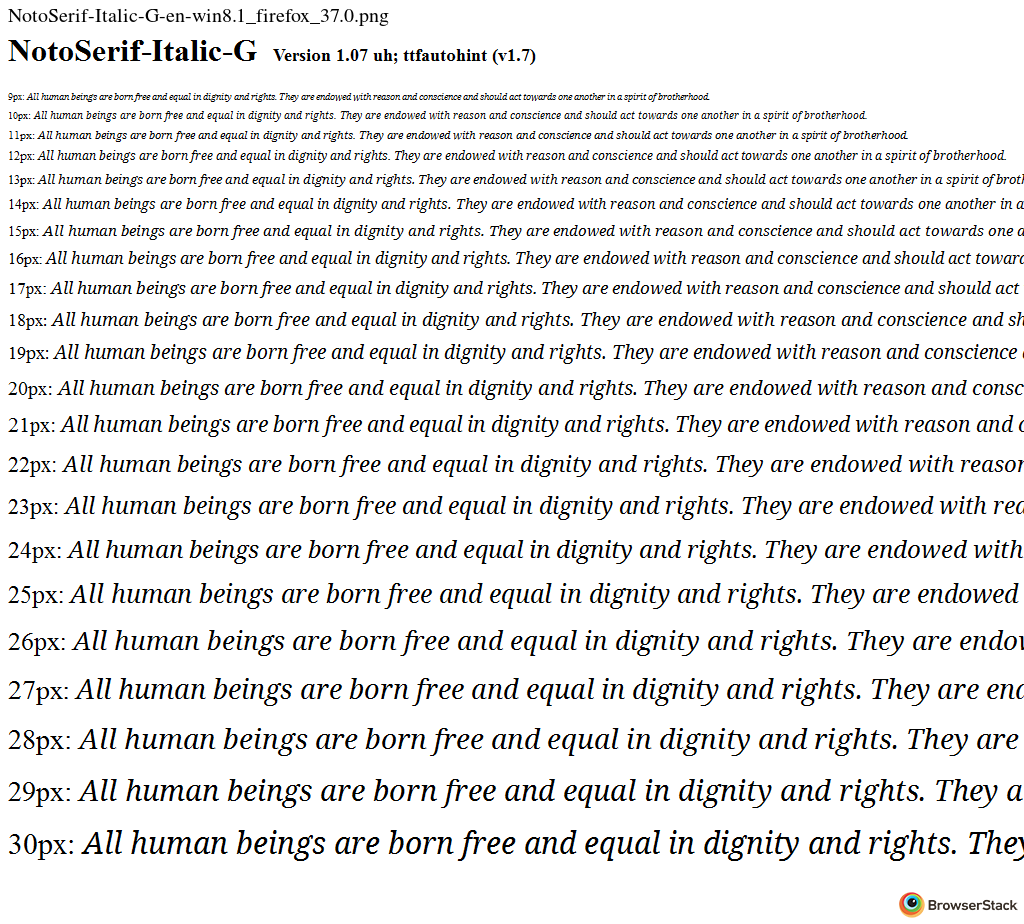 NotoSerif-Italic-G-en-win8.1_firefox_37.0.png
NotoSerif-Italic-G Version 1.07 uh; ttfautohint (v1.7)
9px: All human beings are born free and equal in dignity and rights. They are endowed with reason and conscience and should act towards one another in a spirit of brotherhood.
10px: All human beings are born free and equal in dignity and rights. They are endowed with reason and conscience and should act towards one another in a spirit of brotherhood.
11px: All human beings are born free and equal in dignity and rights. They are endowed with reason and conscience and should act towards one another in a spirit of brotherhood.
12px: All human beings are born free and equal in dignity and rights. They are endowed with reason and conscience and should act towards one another in a spirit of brotherhood.
13px: All human beings are born free and equal in dignity and rights. They are endowed with reason and conscience and should act towards one another in a spirit of broth
14px: All human beings are born free and equal in dignity and rights. They are endowed with reason and conscience and should act towards one another in a
15px: All human beings are born free and equal in dignity and rights. They are endowed with reason and conscience and should act towards one a
16px: All human beings are born free and equal in dignity and rights. They are endowed with reason and conscience and should act toward
17px: All human beings are born free and equal in dignity and rights. They are endowed with reason and conscience and should act
18px: All human beings are born free and equal in dignity and rights. They are endowed with reason and conscience and sh
19px: All human beings are born free and equal in dignity and rights. They are endowed with reason and conscience
20px: All human beings are born free and equal in dignity and rights. They are endowed with reason and consc
21px: All human beings are born free and equal in dignity and rights. They are endowed with reason and c
22px: All human beings are born free and equal in dignity and rights. They are endowed with reason
23px: All human beings are born free and equal in dignity and rights. They are endowed with rea
24px: All human beings are born free and equal in dignity and rights. They are endowed with
25px: All human beings are born free and equal in dignity and rights. They are endowed
26px: All human beings are born free and equal in dignity and rights. They are endow
27px: All human beings are born free and equal in dignity and rights. They are end
28px: All human beings are born free and equal in dignity and rights. They are
29px: All human beings are born free and equal in dignity and rights. They a
30px: All human beings are born free and equal in dignity and rights. They
BrowserStack